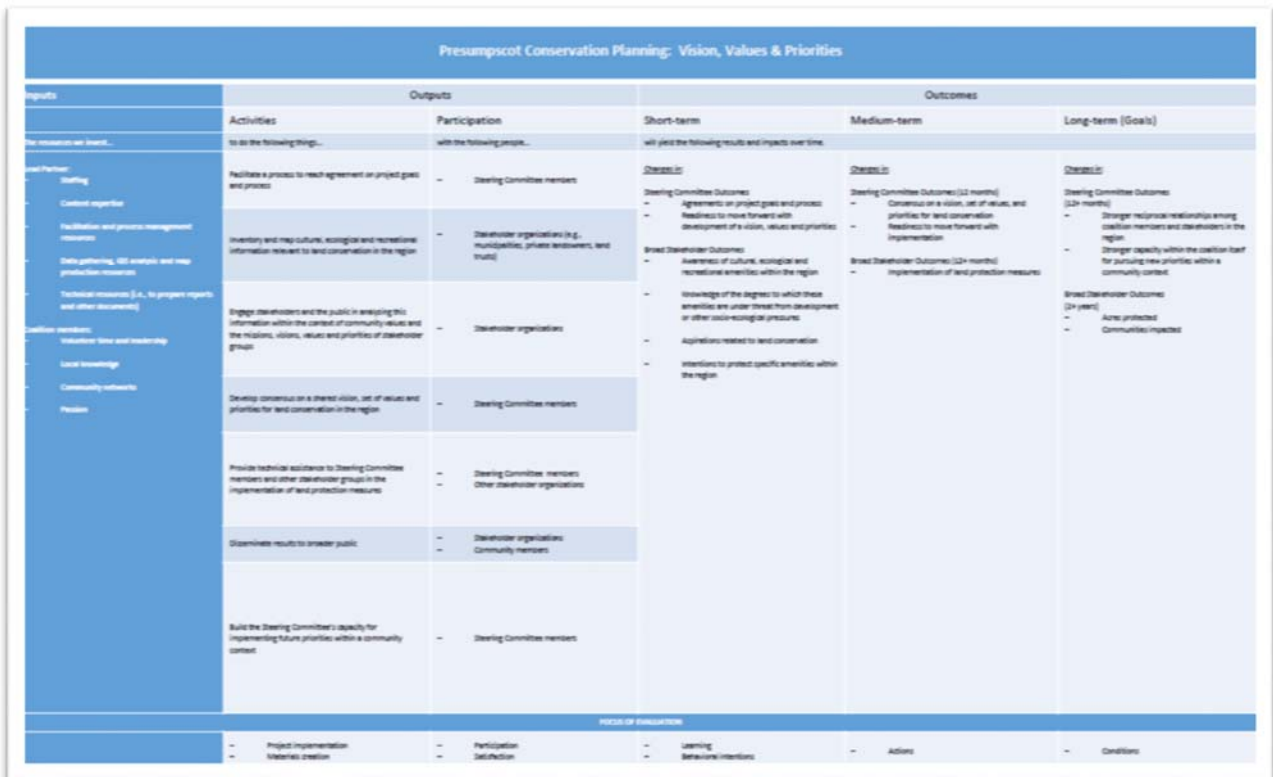 Presumpscot Conservation Planning: Vision, Values & Priorities
Inputs
Outputs
Outcomes
Activities
Participation
Short-term
Medium-term
Long-term (Goals)
The resources we invest...
to do the following things...
with the following people...
will yield the following results and impacts over time.
Lead Partner:
- Staffing
- Content expertise
- Facilitation and process management
resources
- Data gathering, GIS analysis and map
production resources
- Technical resources (i.e., to prepare reports
and other documents)
Coalition members:
- Volunteer time and leadership
- Local knowledge
- Community networks
- Passion
Facilitate a process to reach agreement on project goals
and process
- Steering Committee members
Inventory and map cultural, ecological and recreational
information relevant to land conservation in the region
- Stakeholder organizations (e.g.,
municipalities, private landowners, land
trusts)
Engage stakeholders and the public in analyzing this
information within the context of community values and
the missions, visions, values and priorities of stakeholder
groups
- Stakeholder organizations
Develop consensus on a shared vision, set of values and
priorities for land conservation in the region
- Steering Committee members
Provide technical assistance to Steering Committee
members and other stakeholder groups in the
implementation of land protection measures
- Steering Committee members
- Other stakeholder organizations
Disseminate results to broader public
- Stakeholder organizations
- Community members
Build the Steering Committee's capacity for
implementing future priorities within a community
context
- Steering Committee members
Changes in:
Steering Committee Outcomes
- Agreements on project goals and process
- Readiness to move forward with
development of a vision, values and priorities
Broad Stakeholder Outcomes
- Awareness of cultural, ecological and
recreational amenities within the region
- Knowledge of the degrees to which these
amenities are under threat from development
or other socio-ecological pressures
- Aspirations related to land conservation
- Intentions to protect specific amenities within
the region
Changes in:
Steering Committee Outcomes (12 months)
- Consensus on a vision, set of values, and
priorities for land conservation
- Readiness to move forward with
implementation
Broad Stakeholder Outcomes (12+ months)
- Implementation of land protection measures
Changes in:
Steering Committee Outcomes
(12+ months)
- Stronger reciprocal relationships among
coalition members and stakeholders in the
region
- Stronger capacity within the coalition itself
for pursuing new priorities within a
community context
Broad Stakeholder Outcomes
(2+ years)
- Acres protected
- Communities impacted
FOCUS OF EVALUATION
- Project implementation
- Materials creation
- Participation
- Satisfaction
- Learning
- Behavioral intentions
- Actions
- Conditions